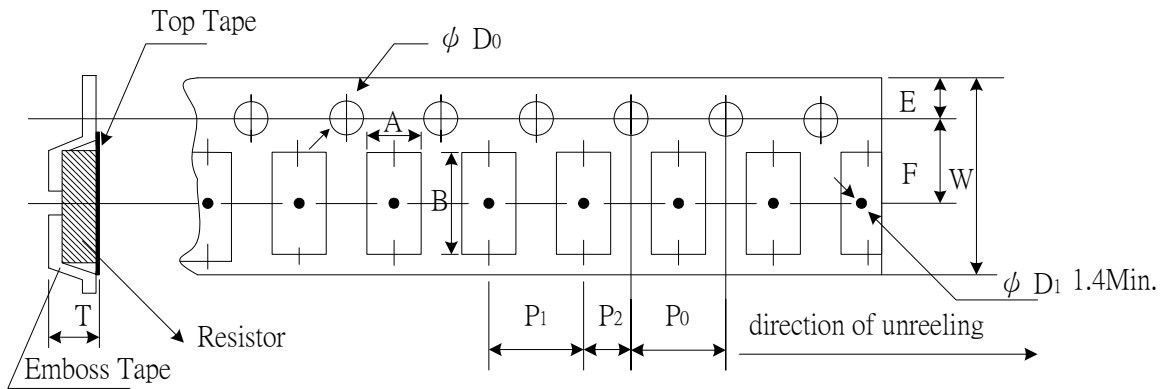 Top Tape
ϕ D0
E
A
F
W
B
ϕ D1 1.4Min.
T
P1
P2
P0
direction of unreeling
Resistor
Emboss Tape